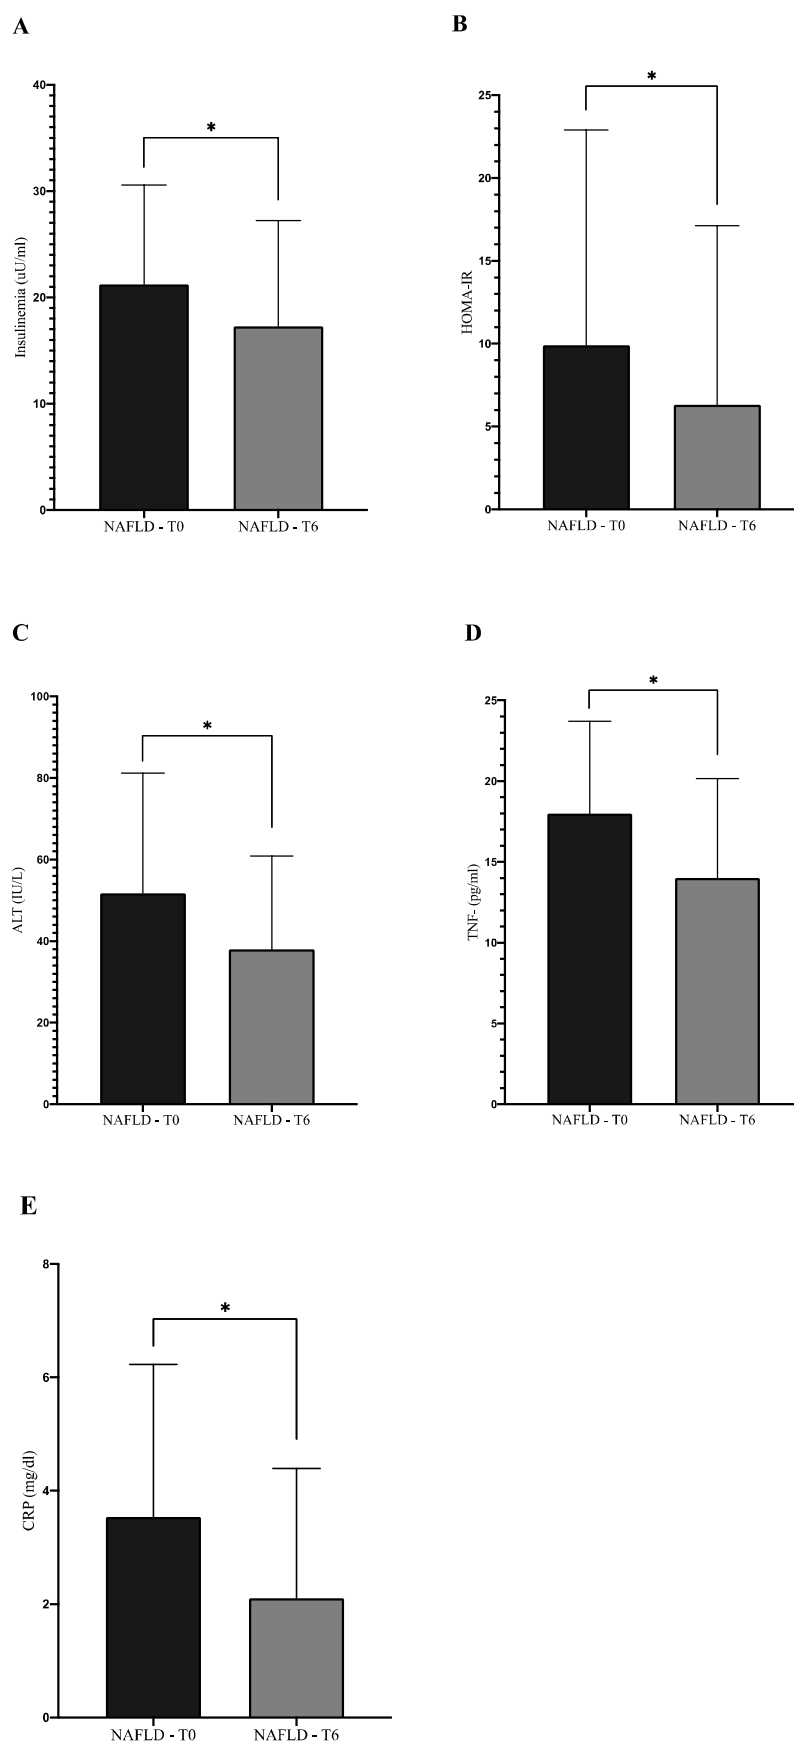 A
40
30
20
10
0
Insulinemia (uU/ml)
*
NAFLD - T0
NAFLD - T6
B
25
20
15
10
5
0
HOMA-IR
*
NAFLD - T0
NAFLD - T6
C
100
80
60
40
20
0
ALT (IU/L)
*
NAFLD - T0
NAFLD - T6
D
25
20
15
10
5
0
TNF- (pg/ml)
*
NAFLD - T0
NAFLD - T6
E
8
6
4
2
0
CRP (mg/dl)
*
NAFLD - T0
NAFLD - T6